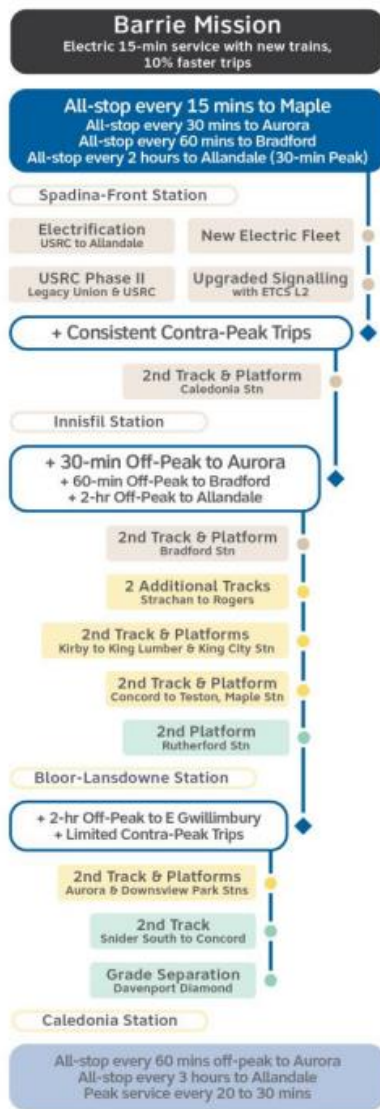 Barrie Mission
Electric 15-min service with new trains,
10% faster trips
All-stop every 15 mins to Maple
All-stop every 30 mins to Aurora
All-stop every 60 mins to Bradford
All-stop every 2 hours to Allandale (30-min Peak)
Spadina-Front Station
Electrification
USRC to Allandale
New Electric Fleet
USRC Phase II
Legacy Union & USRC
Upgraded Signalling
with ETCS L2
+ Consistent Contra-Peak Trips
2nd Track & Platform
Caledonia Stn
Innisfil Station
+ 30-min Off-Peak to Aurora
+ 60-min Off-Peak to Bradford
+ 2-hr Off-Peak to Allandale
2nd Track & Platform
Bradford Stn
2 Additional Tracks
Strachan to Rogers
2nd Track & Platforms
Kirby to King Lumber & King City Stn
2nd Track & Platform
Concord to Teston, Maple Stn
2nd Platform
Rutherford Stn
Bloor-Lansdowne Station
+ 2-hr Off-Peak to E Gwillimbury
+ Limited Contra-Peak Trips
2nd Track & Platforms
Aurora & Downsview Park Stns
2nd Track
Snider South to Concord
Grade Separation
Davenport Diamond
Caledonia Station
All-stop every 60 mins off-peak to Aurora
All-stop every 3 hours to Allandale
Peak service every 20 to 30 mins